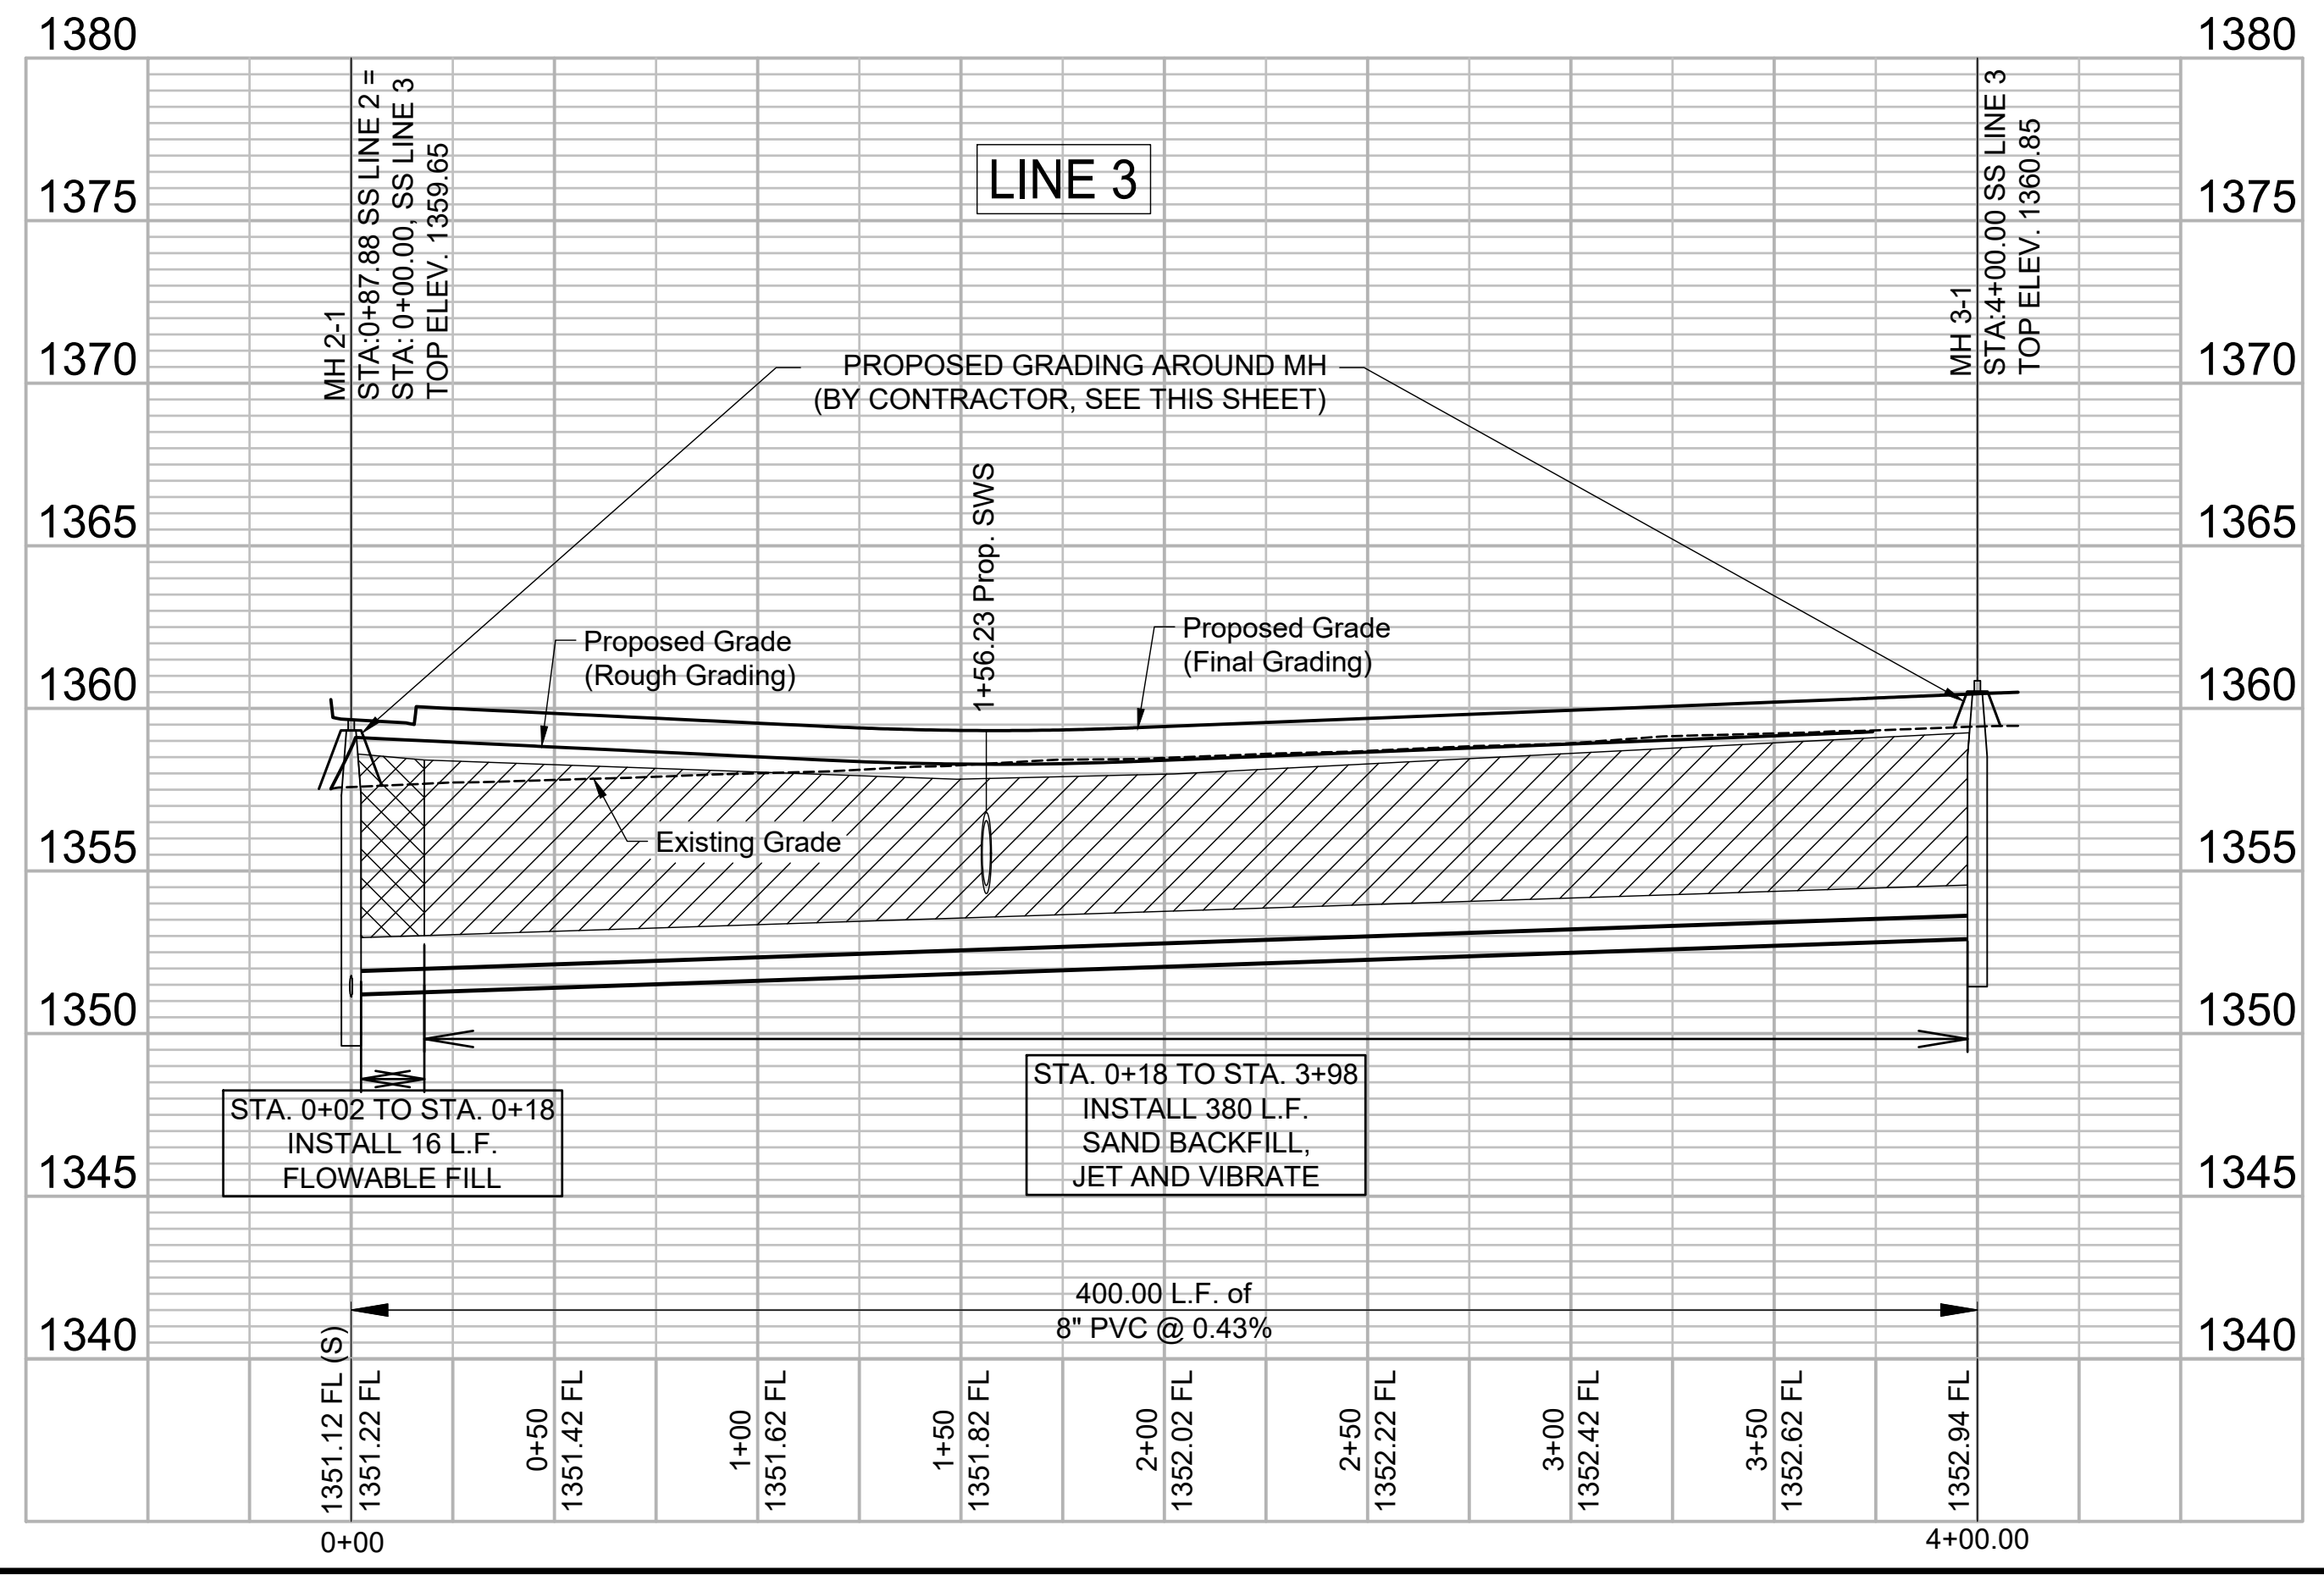 1380
1380
1375
1375
1370
1370
1365
1365
1360
1360
1355
1355
1350
1350
1345
1345
1340
1340
LINE 3
MH 2-1
STA:0+87.88 SS LINE 2 =
STA: 0+00.00, SS LINE 3
TOP ELEV. 1359.65
MH 3-1
STA:4+00.00 SS LINE 3
TOP ELEV. 1360.85
PROPOSED GRADING AROUND MH
(BY CONTRACTOR, SEE THIS SHEET)
1+56.23 Prop. SWS
Proposed Grade
(Rough Grading)
Proposed Grade
(Final Grading)
Existing Grade
STA. 0+02 TO STA. 0+18
INSTALL 16 L.F.
FLOWABLE FILL
STA. 0+18 TO STA. 3+98
INSTALL 380 L.F.
SAND BACKFILL,
JET AND VIBRATE
400.00 L.F. of
8" PVC @ 0.43%
1351.12 FL (S)
1351.22 FL
0+50
1351.42 FL
1+00
1351.62 FL
1+50
1351.82 FL
2+00
1352.02 FL
2+50
1352.22 FL
3+00
1352.42 FL
3+50
1352.62 FL
1352.94 FL
0+00
4+00.00